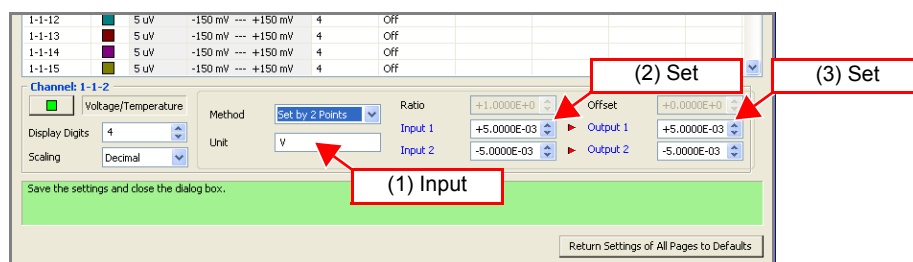 1-1-12 5 uV -150 mV --- +150 mV 4 Off
1-1-13 5 uV -150 mV --- +150 mV 4 Off
1-1-14 5 uV -150 mV --- +150 mV 4 Off
1-1-15 5 uV -150 mV --- +150 mV 4 Off
(2) Set
(3) Set
Channel: 1-1-2
Voltage/Temperature
Method Set by 2 Points
Ratio +1.0000E+0 Offset +0.0000E+0
Display Digits 4
Unit V
Input 1 +5.0000E-03 Output 1 +5.0000E-03
Scaling Decimal
Input 2 -5.0000E-03 Output 2 -5.0000E-03
(1) Input
Save the settings and close the dialog box.
Return Settings of All Pages to Defaults